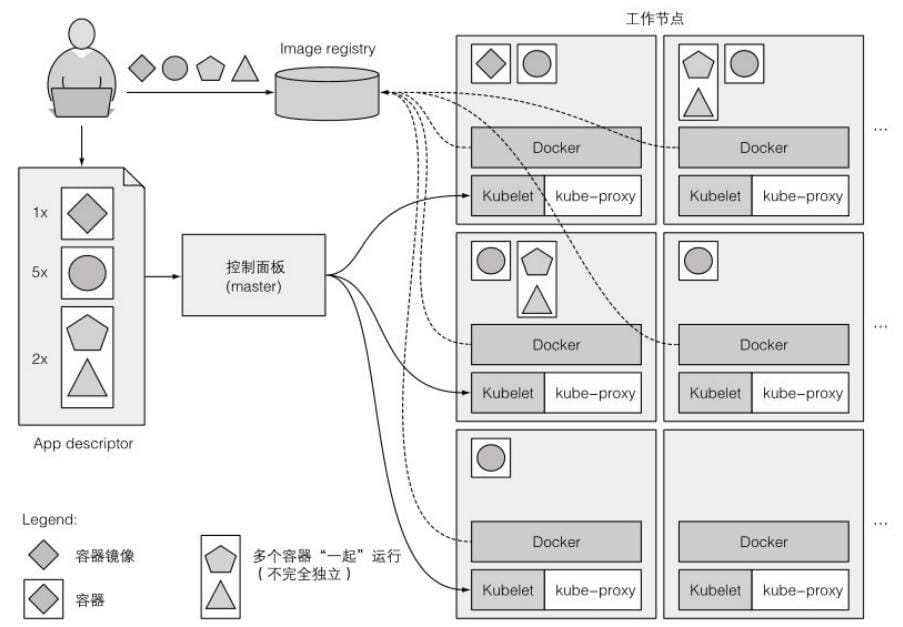 工作节点
Image registry
Docker
Kubelet
kube-proxy
Docker
Kubelet
kube-proxy
...
1x
5x
2x
App descriptor
控制面板
(master)
Docker
Kubelet
kube-proxy
Docker
Kubelet
kube-proxy
...
Docker
Kubelet
kube-proxy
Docker
Kubelet
kube-proxy
...
Legend:
容器镜像
容器
多个容器“一起”运行
(不完全独立)